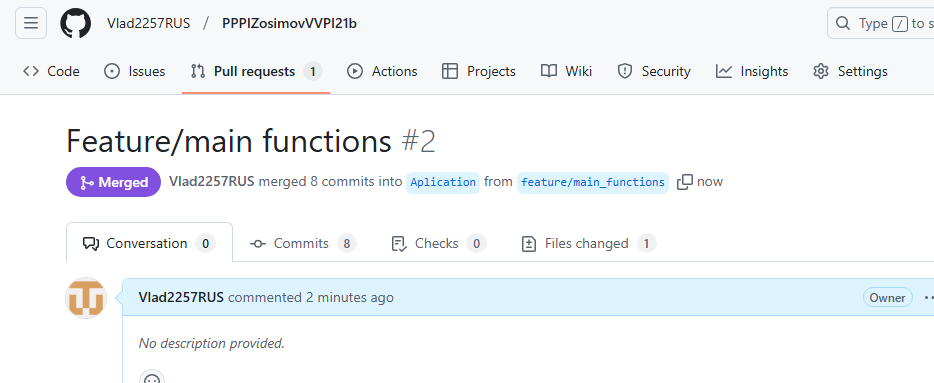 Vlad2257RUS / PPPIZosimovVVPI21b
Type / to s
Code Issues Pull requests 1 Actions Projects Wiki Security Insights Settings
Feature/main functions #2
Merged Vlad2257RUS merged 8 commits into Aplication from feature/main_functions now
Conversation 0 Commits 8 Checks 0 Files changed 1
Vlad2257RUS commented 2 minutes ago Owner ...
No description provided.